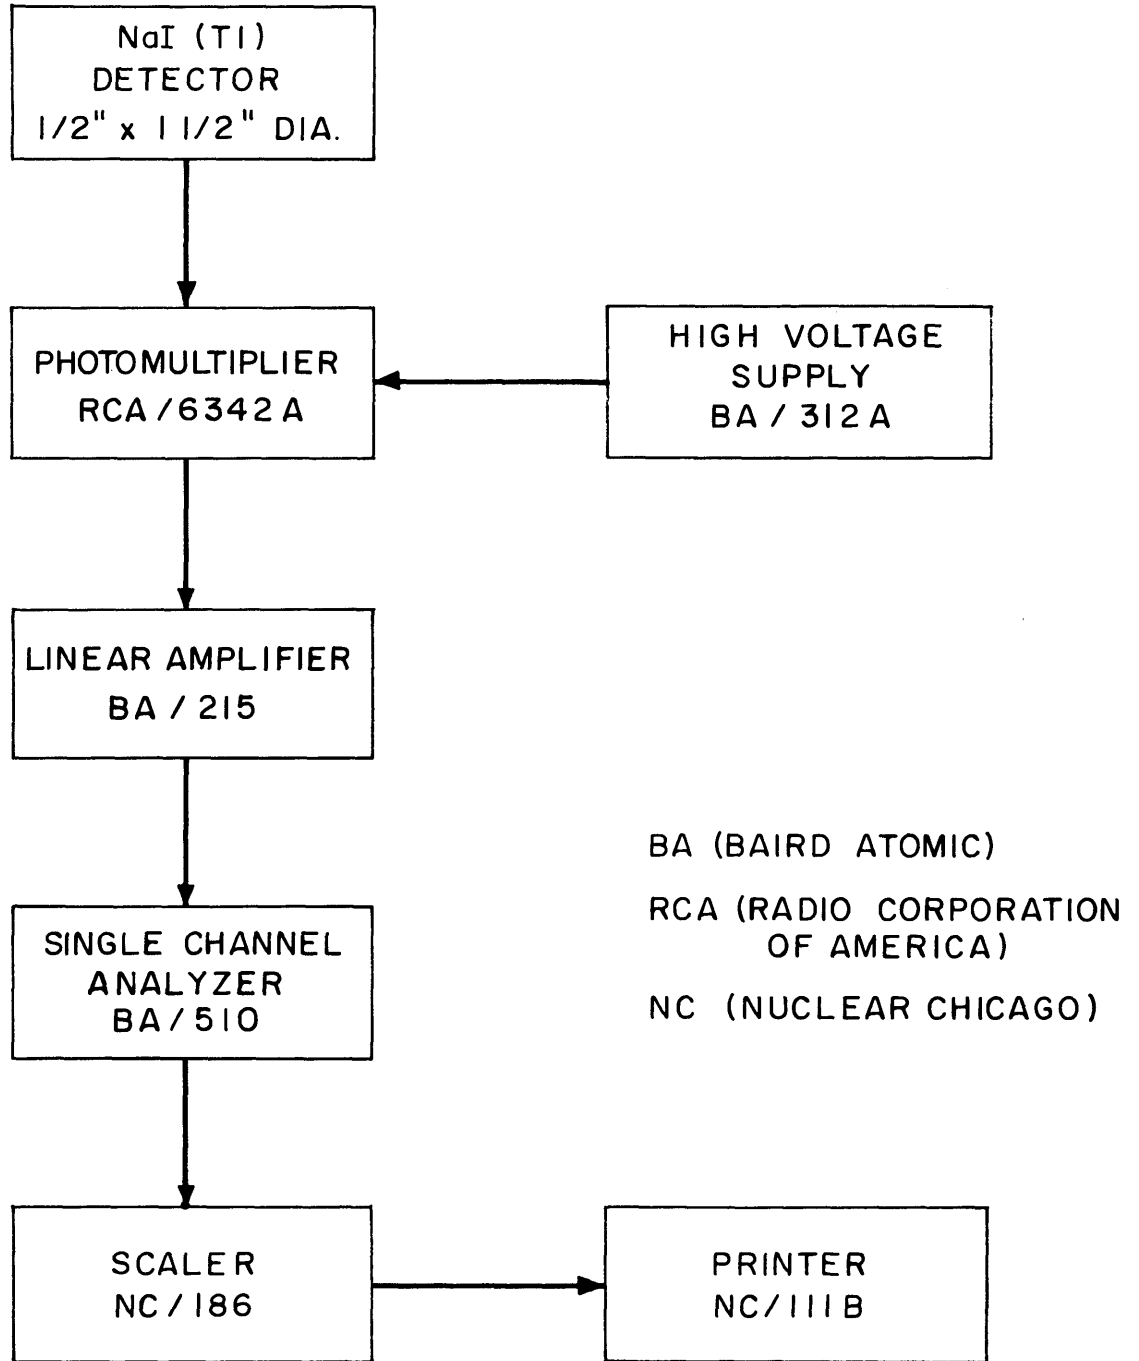 NaI (Tl)
DETECTOR
1/2" x 1 1/2" DIA.
PHOTOMULTIPLIER
RCA/6342A
HIGH VOLTAGE
SUPPLY
BA / 312A
LINEAR AMPLIFIER
BA / 215
BA (BAIRD ATOMIC)
RCA (RADIO CORPORATION
OF AMERICA)
NC (NUCLEAR CHICAGO)
SINGLE CHANNEL
ANALYZER
BA/510
SCALER
NC/186
PRINTER
NC/111B